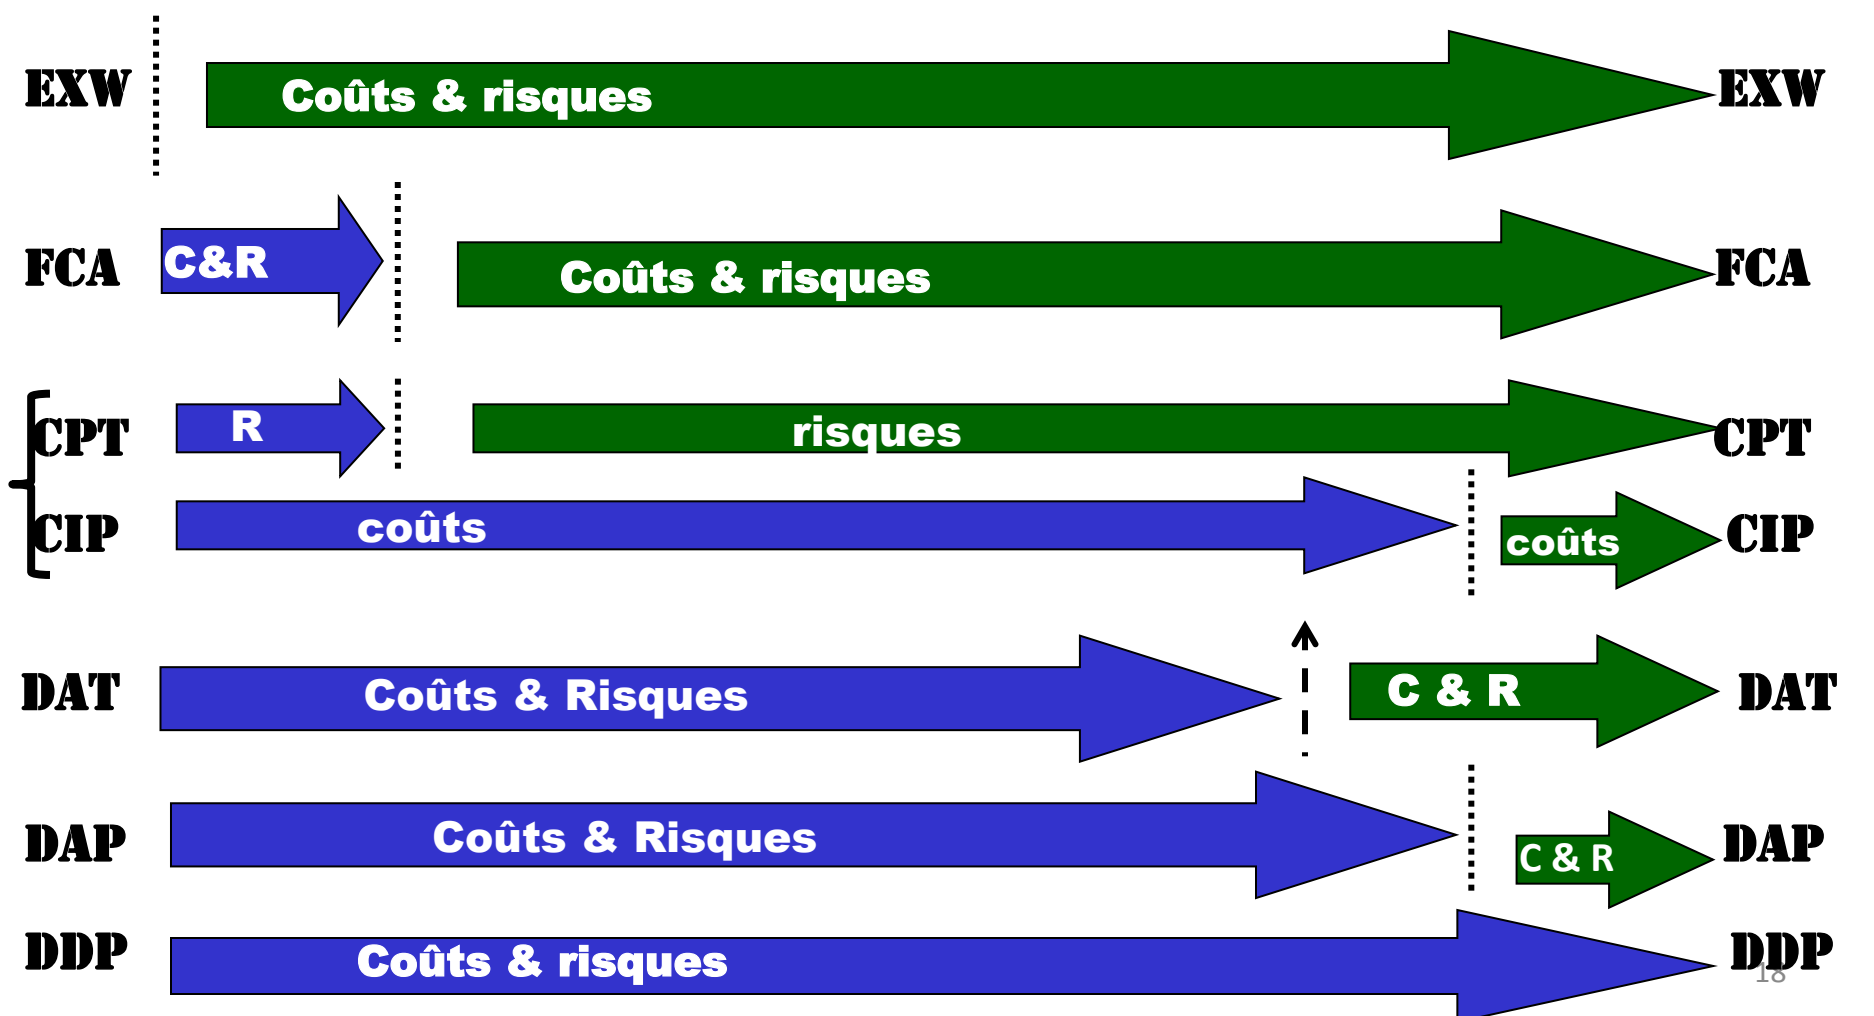 EXW Coûts & risques EXW
FCA C&R Coûts & risques FCA
CPT R risques CPT
CIP coûts coûts CIP
DAT Coûts & Risques C & R DAT
DAP Coûts & Risques C & R DAP
DDP Coûts & risques DDP
18